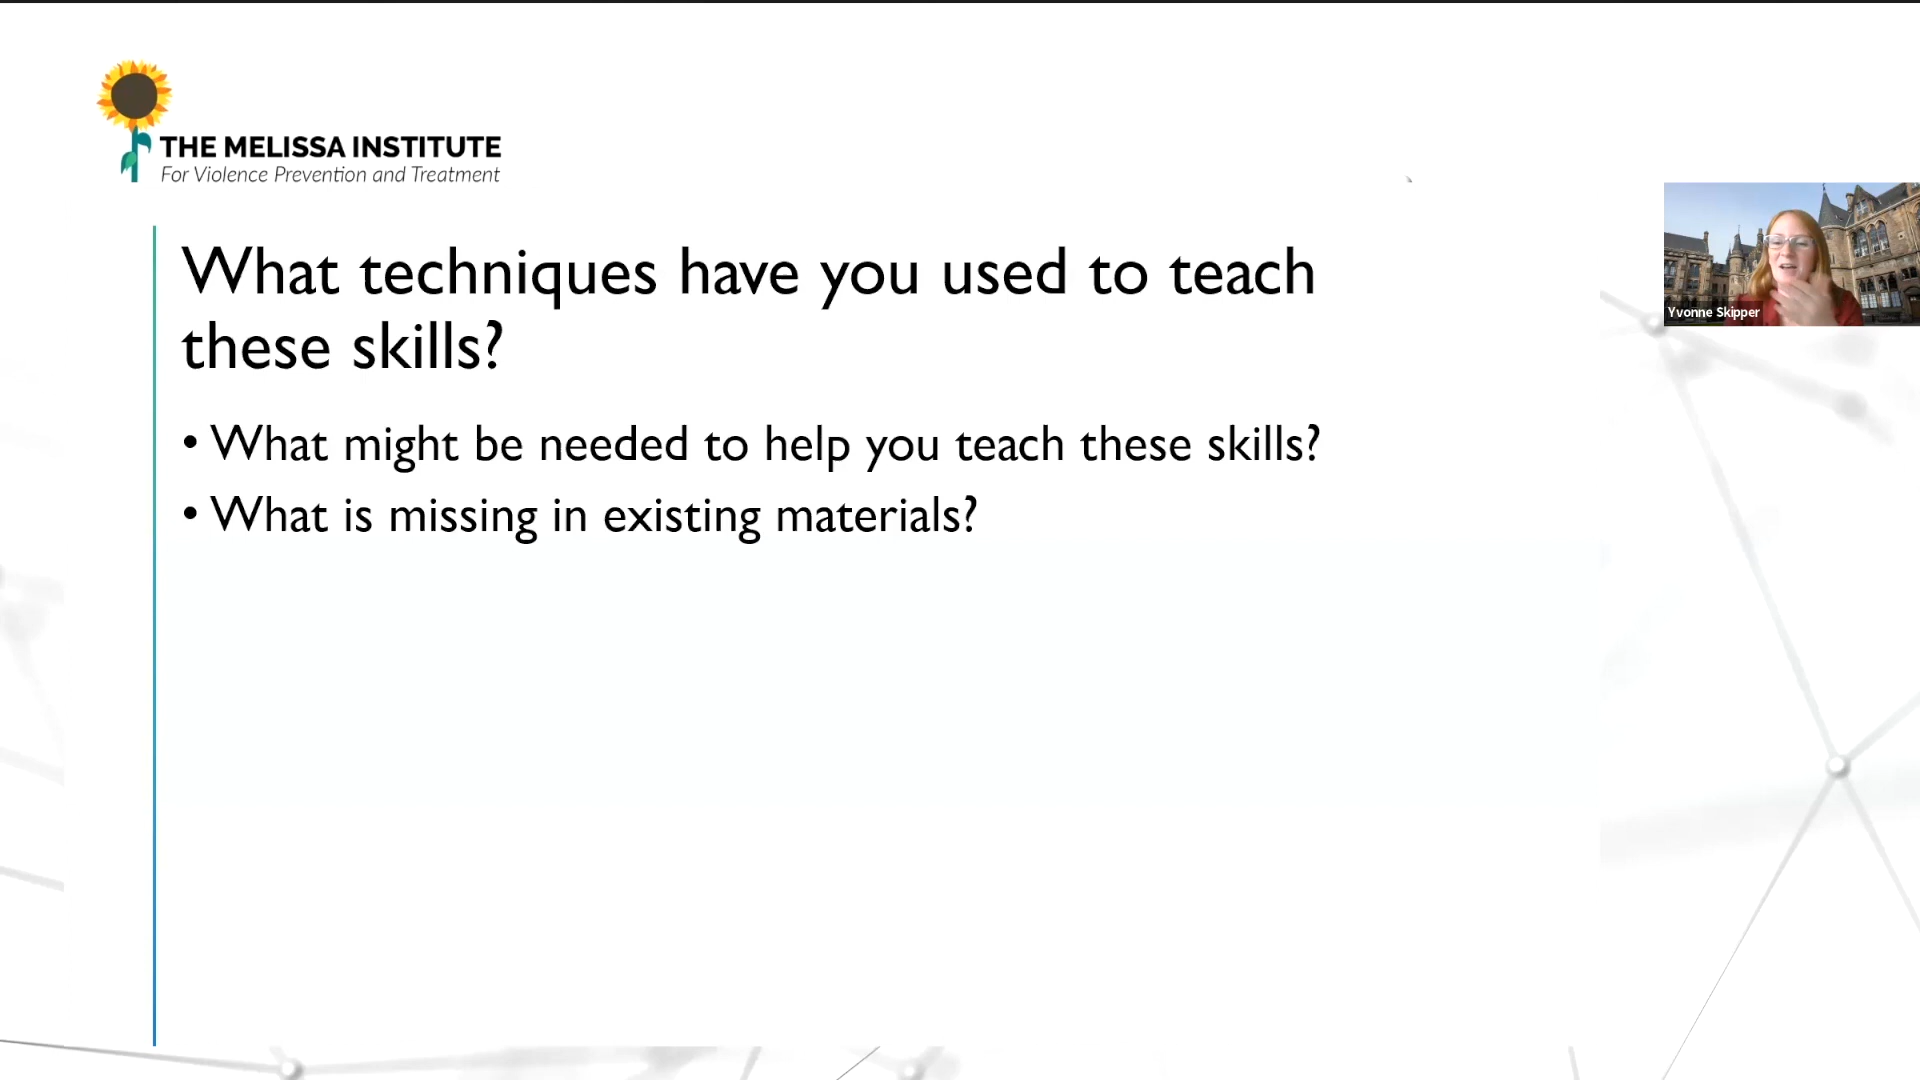 THE MELISSA INSTITUTE
For Violence Prevention and Treatment
What techniques have you used to teach
these skills?
• What might be needed to help you teach these skills?
• What is missing in existing materials?
Yvonne Skipper